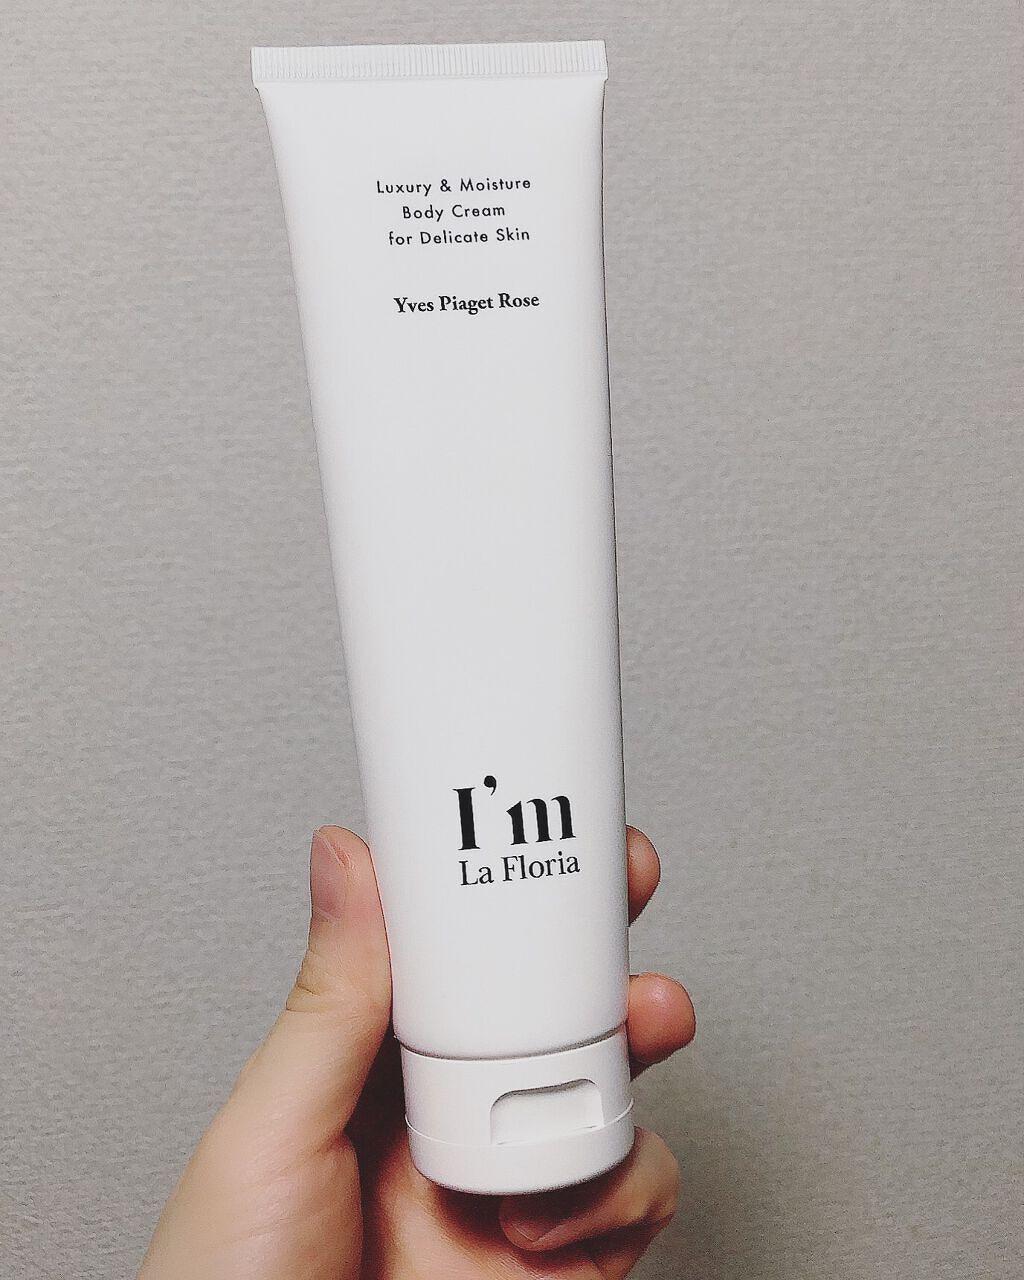 Luxury & Moisture
Body Cream
for Delicate Skin
Yves Piaget Rose
I'm
La Floria